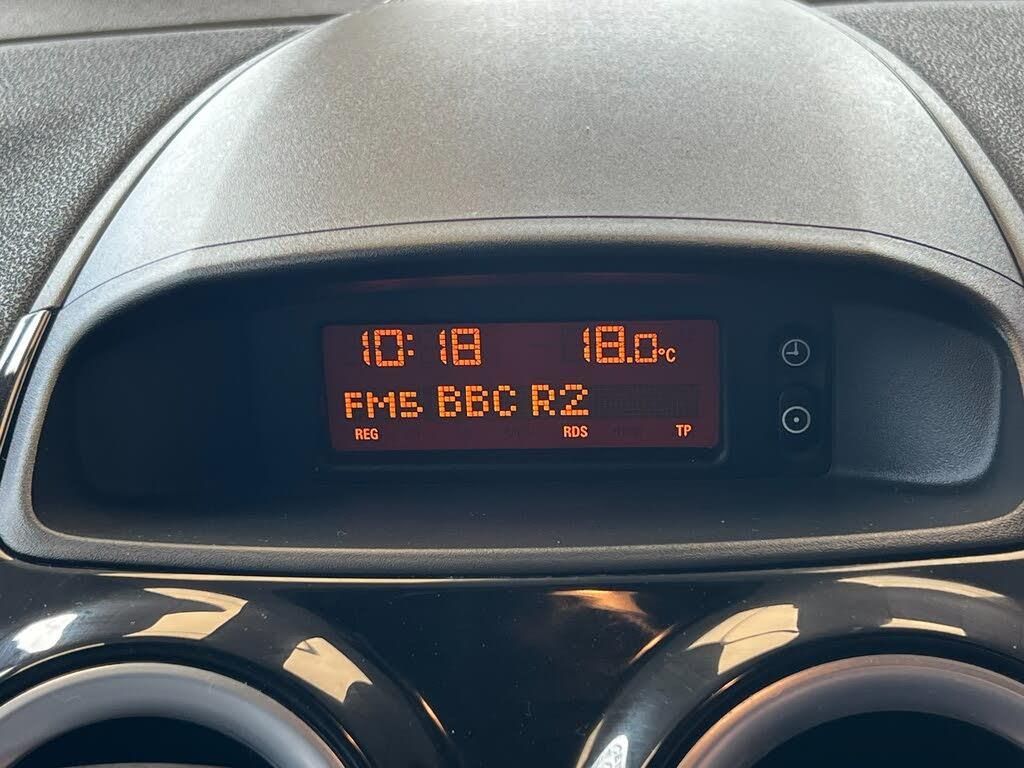 10:18 18.0°C
FM5 BBC R2
REG RDS TP